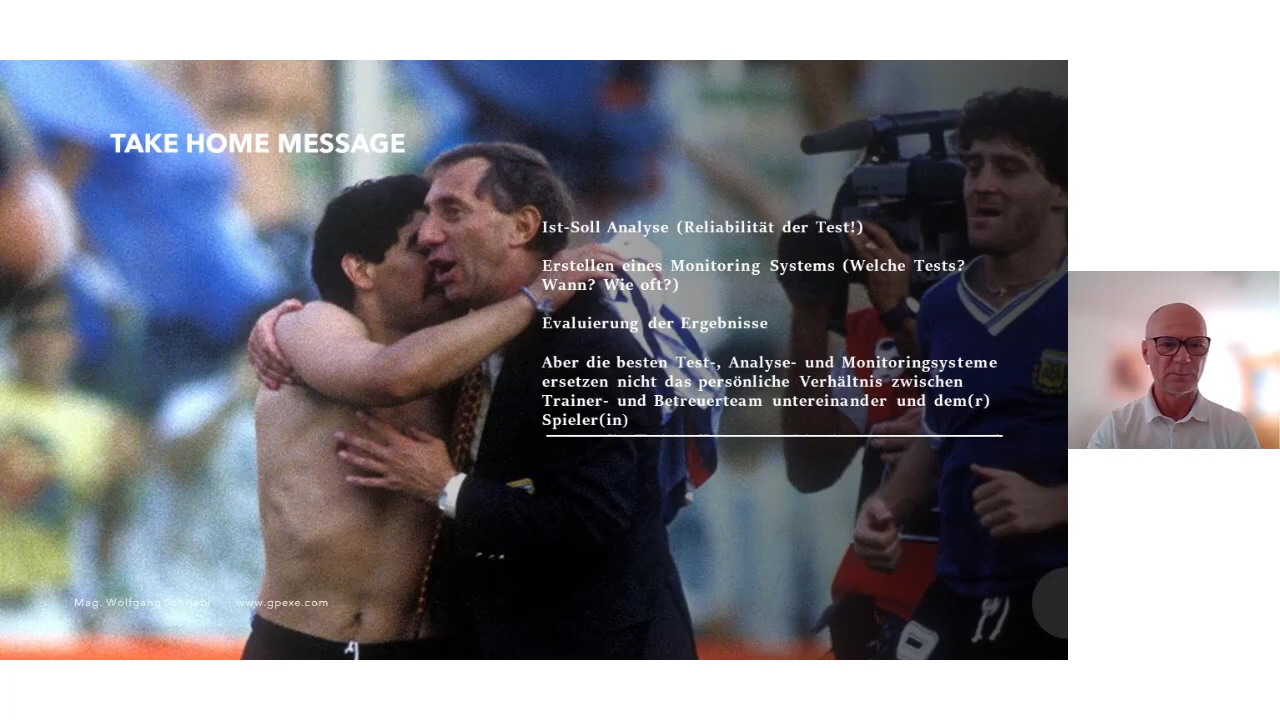 TAKE HOME MESSAGE
Ist-Soll Analyse (Reliabilität der Test!)
Erstellen eines Monitoring Systems (Welche Tests?
Wann? Wie oft?)
Evaluierung der Ergebnisse
Aber die besten Test-, Analyse- und Monitoringsysteme
ersetzen nicht das persönliche Verhältnis zwischen
Trainer- und Betreuerteam untereinander und dem(r)
Spieler(in)
Mag. Wolfgang Schriebl www.gpexe.com